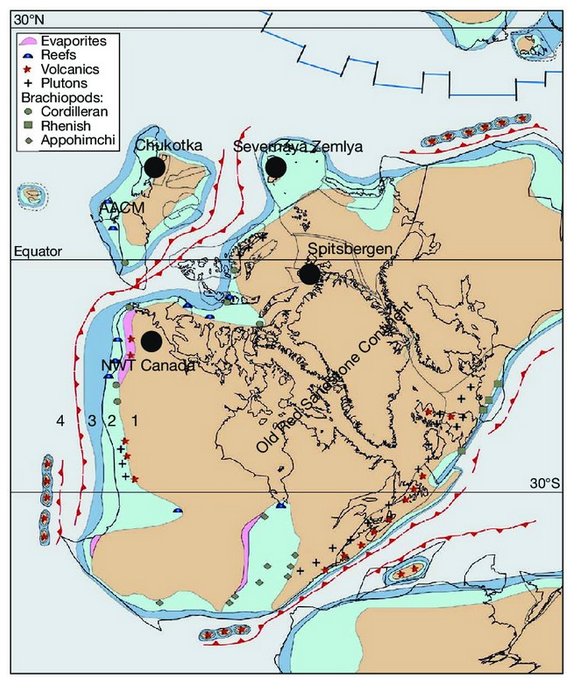 30°N
Evaporites
Reefs
Volcanics
Plutons
Brachiopods:
Cordilleran
Rhenish
Appohimchi
Chukotka
Severnaya Zemlya
AACM
Equator
Spitsbergen
NWT Canada
Old Red Sandstone Continent
4 3 2 1
30°S